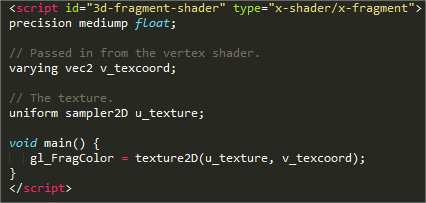 <script id="3d-fragment-shader" type="x-shader/x-fragment">
precision mediump float;
// Passed in from the vertex shader.
varying vec2 v_texcoord;
// The texture.
uniform sampler2D u_texture;
void main() {
gl_FragColor = texture2D(u_texture, v_texcoord);
}
</script>